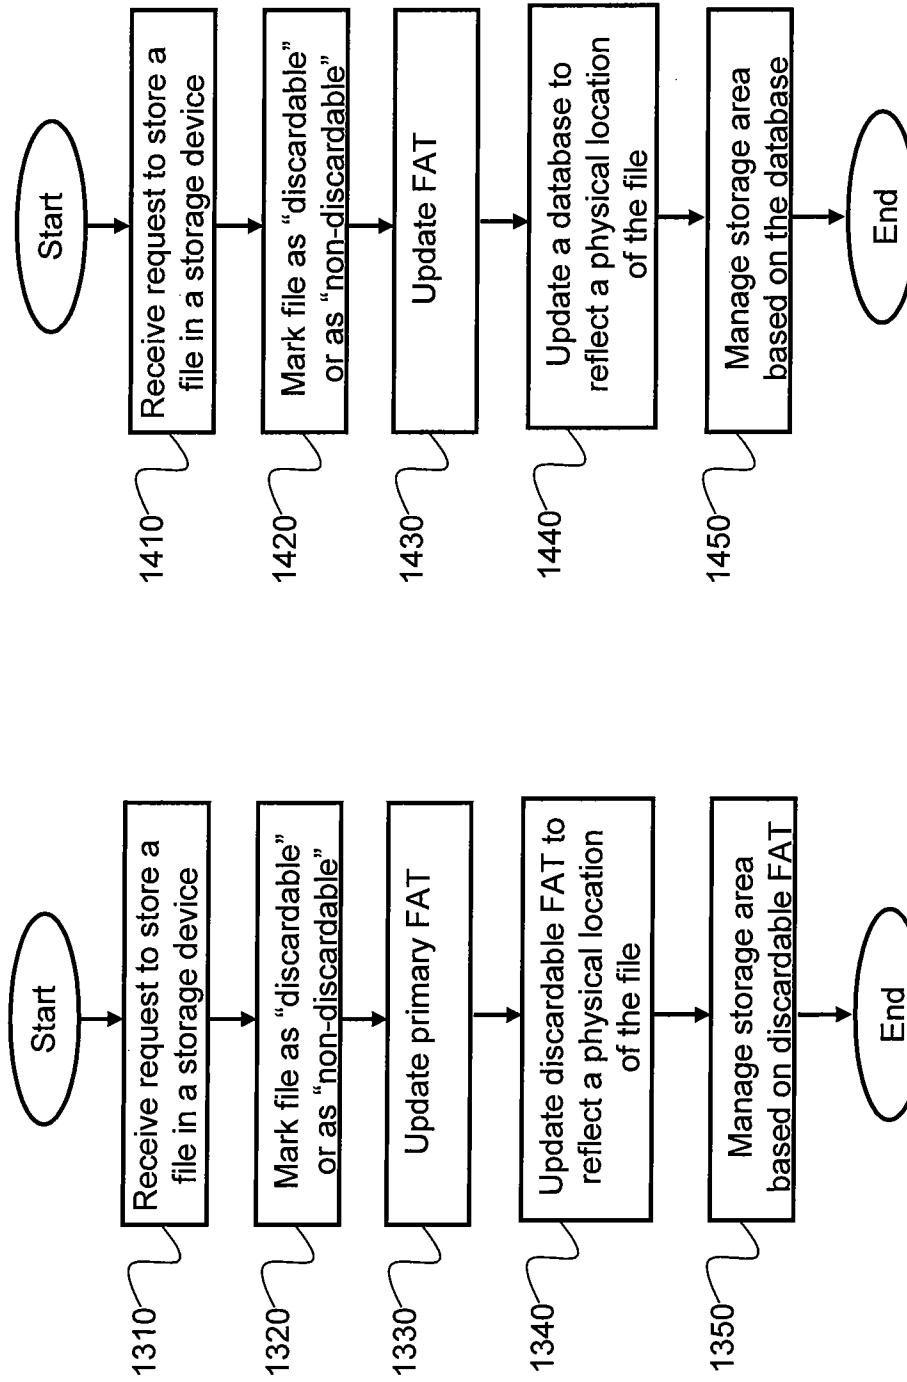 Start
1310
Receive request to store a
file in a storage device
1320
Mark file as “discardable”
or as “non-discardable”
1330
Update primary FAT
1340
Update discardable FAT to
reflect a physical location
of the file
1350
Manage storage area
based on discardable FAT
End
Start
1410
Receive request to store a
file in a storage device
1420
Mark file as “discardable”
or as “non-discardable”
1430
Update FAT
1440
Update a database to
reflect a physical location
of the file
1450
Manage storage area
based on the database
End